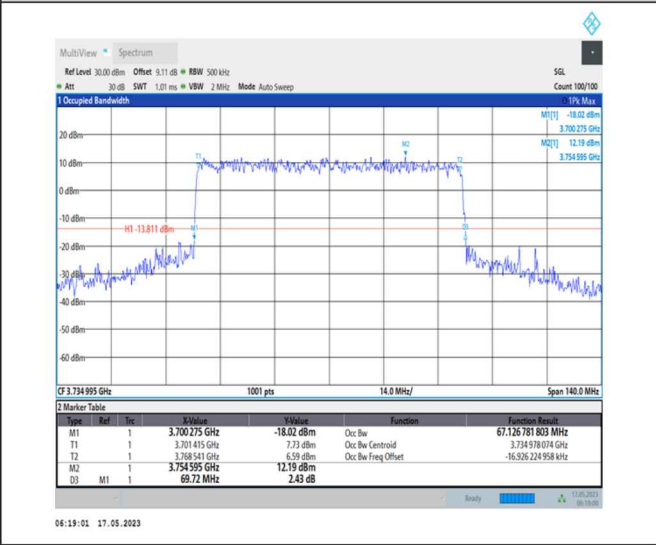 MultiView Spectrum
Ref Level 30.00 dBm Offset 9.11 dB RBW 500 kHz SGL
Att 30 dB SWT 1.01 ms VBW 2 MHz Mode Auto Sweep Count 100/100
1 Occupied Bandwidth 1Pk Max
M1[1] -18.02 dBm
3.700 275 GHz
M2[1] 12.19 dBm
3.754 595 GHz
20 dBm
10 dBm
0 dBm
-10 dBm
-20 dBm
-30 dBm
-40 dBm
-50 dBm
-60 dBm
T1
M2
T2
H1 -13.811 dBm
M1
D3
CF 3.734 995 GHz 1001 pts 14.0 MHz/ Span 140.0 MHz
2 Marker Table
Type Ref Trc X-Value Y-Value Function Function Result
M1 1 3.700 275 GHz -18.02 dBm Occ Bw 67.126 781 803 MHz
T1 1 3.701 415 GHz 7.73 dBm Occ Bw Centroid 3.734 978 074 GHz
T2 1 3.768 541 GHz 6.59 dBm Occ Bw Freq Offset -16.926 224 958 kHz
M2 1 3.754 595 GHz 12.19 dBm
D3 M1 1 69.72 MHz 2.43 dB
Ready 17.05.2023
06:19:00
06:19:01 17.05.2023